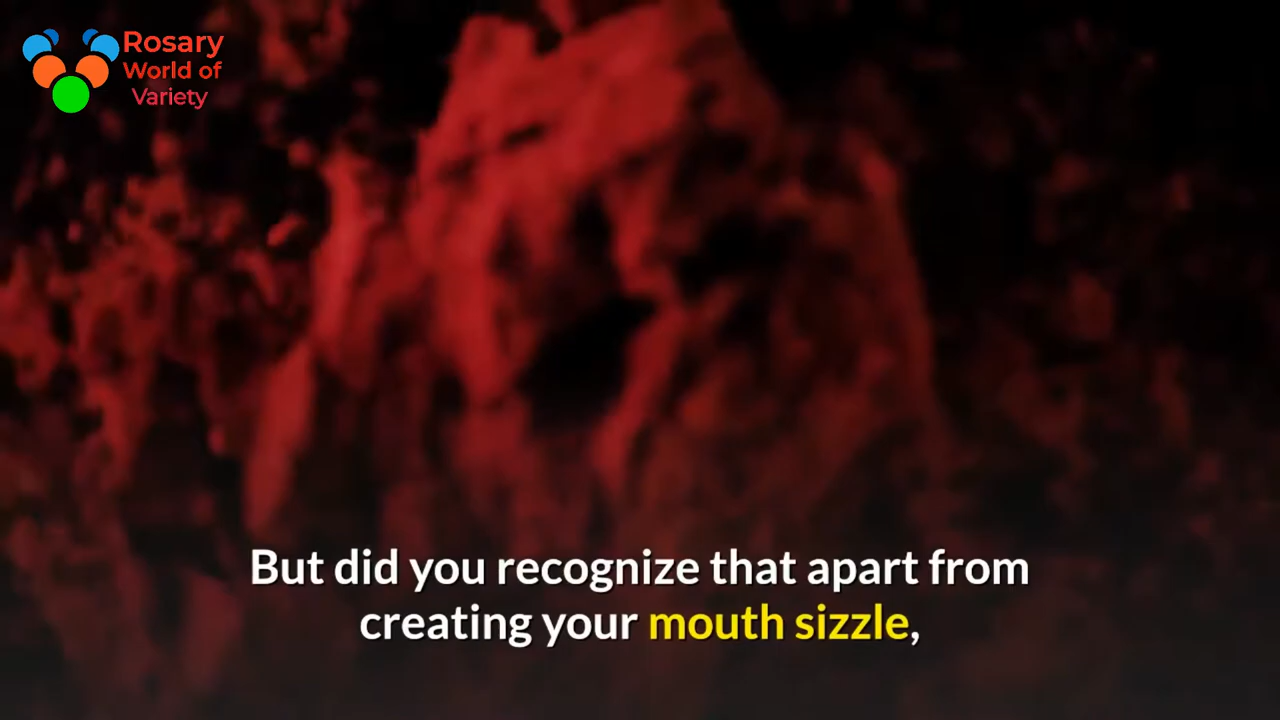 Rosary
World of
Variety
But did you recognize that apart from
creating your mouth sizzle,